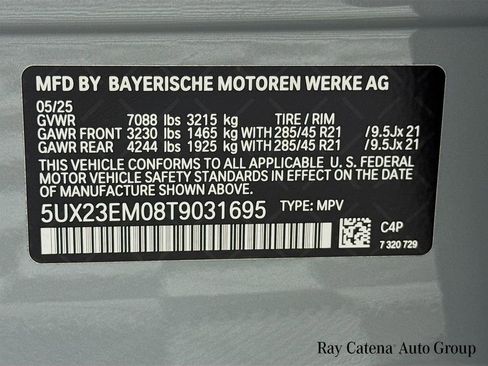 MFD BY BAYERISCHE MOTOREN WERKE AG
05/25
GVWR 7088 lbs 3215 kg TIRE / RIM
GAWR FRONT 3230 lbs 1465 kg WITH 285/45 R21 / 9.5Jx 21
GAWR REAR 4244 lbs 1925 kg WITH 285/45 R21 / 9.5Jx 21
THIS VEHICLE CONFORMS TO ALL APPLICABLE U. S. FEDERAL
MOTOR VEHICLE SAFETY STANDARDS IN EFFECT ON THE
DATE OF MANUFACTURE SHOWN ABOVE.
5UX23EM08T9031695 TYPE: MPV
C4P
7 320 729
Ray Catena Auto Group